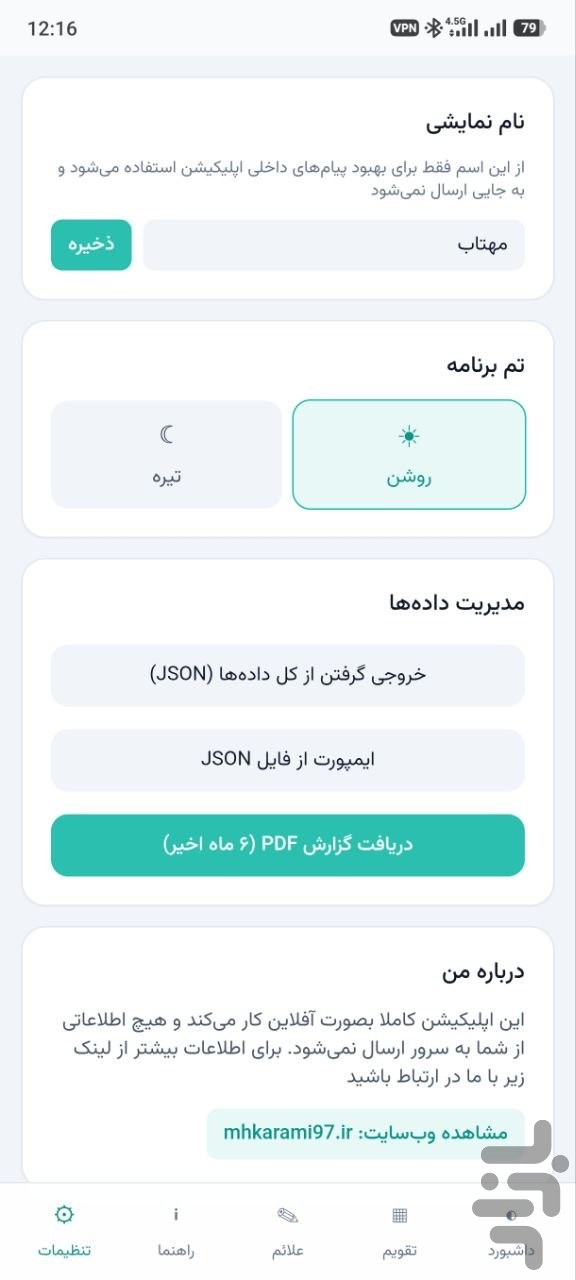 12:16
VPN 4.5G 79
نام نمایشی
از این اسم فقط برای بهبود پیام‌های داخلی اپلیکیشن استفاده می‌شود و
به جایی ارسال نمی‌شود
مهتاب
ذخیره
تم برنامه
روشن
تیره
مدیریت داده‌ها
خروجی گرفتن از کل داده‌ها (JSON)
ایمپورت از فایل JSON
دریافت گزارش PDF (۶ ماه اخیر)
درباره من
این اپلیکیشن کاملا بصورت آفلاین کار می‌کند و هیچ اطلاعاتی
از شما به سرور ارسال نمی‌شود. برای اطلاعات بیشتر از لینک
زیر با ما در ارتباط باشید
مشاهده وب‌سایت: mhkarami97.ir
داشبورد
تقویم
علائم
راهنما
تنظیمات